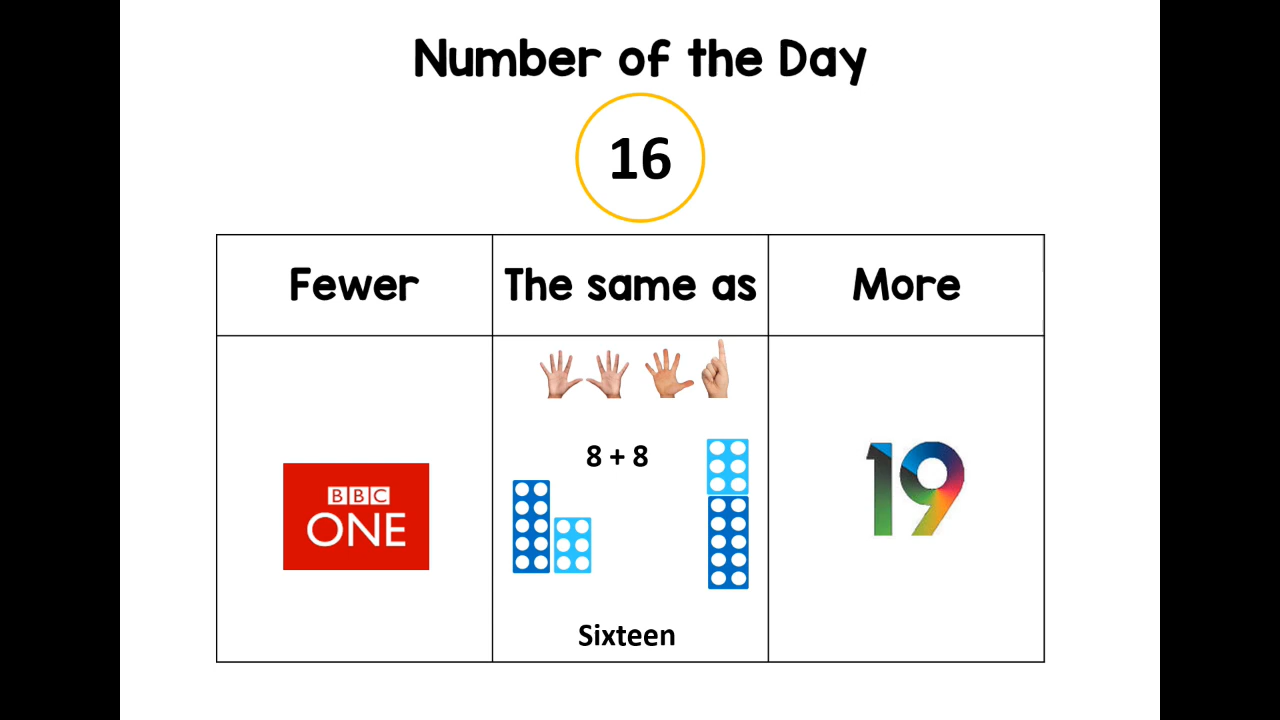 Number of the Day
16
Fewer
The same as
More
8 + 8
BBC
ONE
19
Sixteen